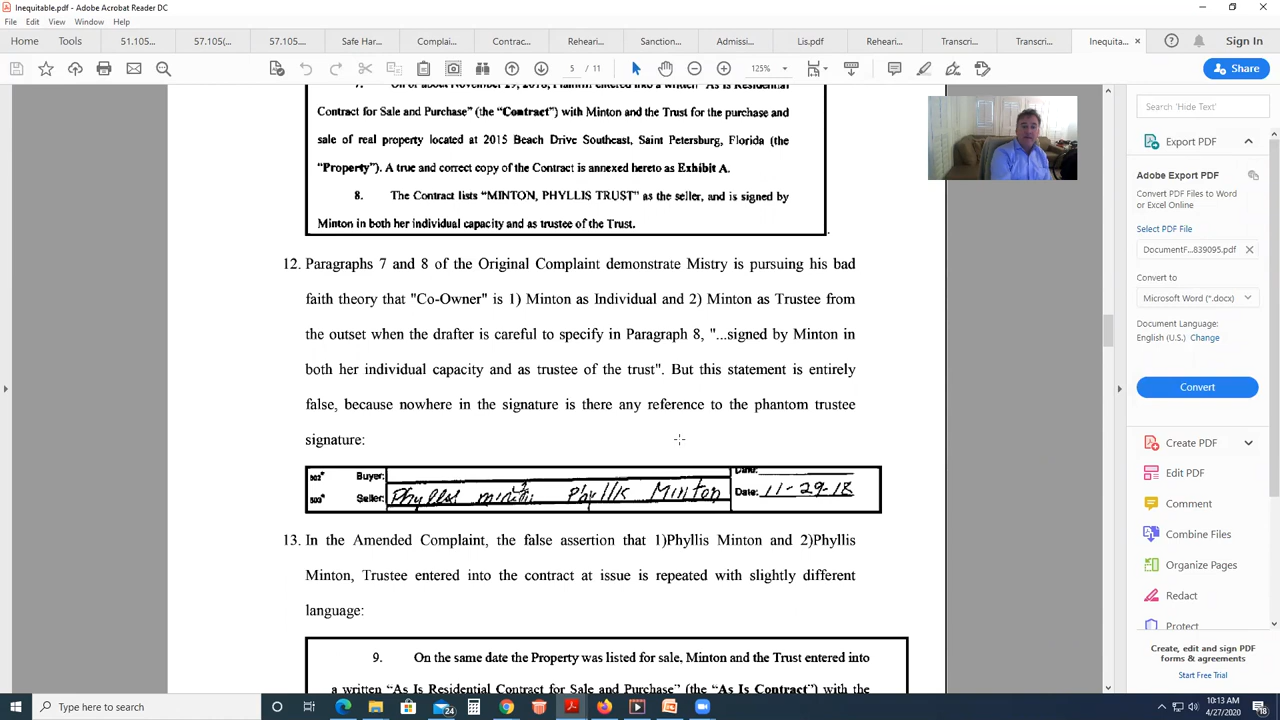 Inequitable.pdf - Adobe Acrobat Reader DC
File Edit View Window Help
Home Tools 51.105... 57.105(... 57.105.... Safe Har... Complai... Contrac... Reheari... Sanction... Admissi... Lis.pdf Reheari... Transcri... Transcri... Inequita... × Sign In
5 / 11 125% Share
7. On or about November 29, 2018, Plaintiff entered into a written "As Is Residential
Contract for Sale and Purchase" (the "Contract") with Minton and the Trust for the purchase and
sale of real property located at 2015 Beach Drive Southeast, Saint Petersburg, Florida (the
"Property"). A true and correct copy of the Contract is annexed hereto as Exhibit A.
8. The Contract lists "MINTON, PHYLLIS TRUST" as the seller, and is signed by
Minton in both her individual capacity and as trustee of the Trust.
12. Paragraphs 7 and 8 of the Original Complaint demonstrate Mistry is pursuing his bad
faith theory that "Co-Owner" is 1) Minton as Individual and 2) Minton as Trustee from
the outset when the drafter is careful to specify in Paragraph 8, "...signed by Minton in
both her individual capacity and as trustee of the trust". But this statement is entirely
false, because nowhere in the signature is there any reference to the phantom trustee
signature:
502* Buyer: Date:
503* Seller: Phyllis Minton Phyllis Minton Date: 11-29-18
13. In the Amended Complaint, the false assertion that 1)Phyllis Minton and 2)Phyllis
Minton, Trustee entered into the contract at issue is repeated with slightly different
language:
9. On the same date the Property was listed for sale, Minton and the Trust entered into
a written "As Is Residential Contract for Sale and Purchase" (the "As Is Contract") with the
Search 'Hide Text'
Export PDF
Adobe Export PDF
Convert PDF Files to Word
or Excel Online
Select PDF File
DocumentF...839095.pdf ×
Convert to
Microsoft Word (*.docx)
Document Language:
English (U.S.) Change
Convert
Create PDF
Edit PDF
Comment
Combine Files
Organize Pages
Redact
Protect
Create, edit and sign PDF
forms & agreements
Start Free Trial
Type here to search
24
10:13 AM
4/27/2020
18